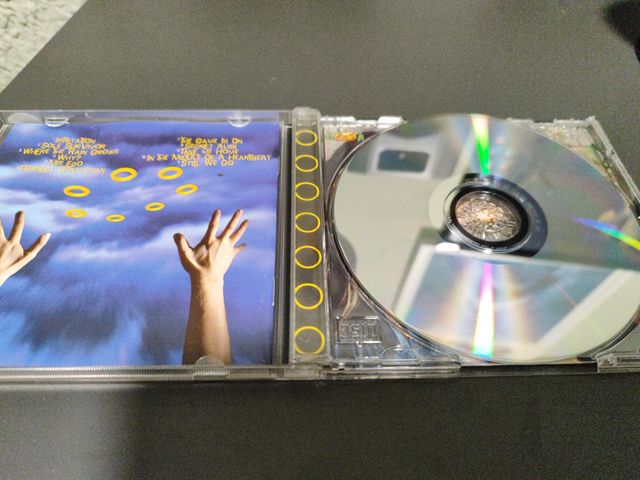 *IRRITATION
*SOLE SURVIVOR
*WHERE THE RAIN GROWS
*WHY?
*MR EGO
*PERFECT GENTLEMAN
*THE GAME IS ON
*SECRET ALIBI
*TAKE ME HOME
*IN THE MIDDLE OF A HEARTBEAT
*STILL WE GO